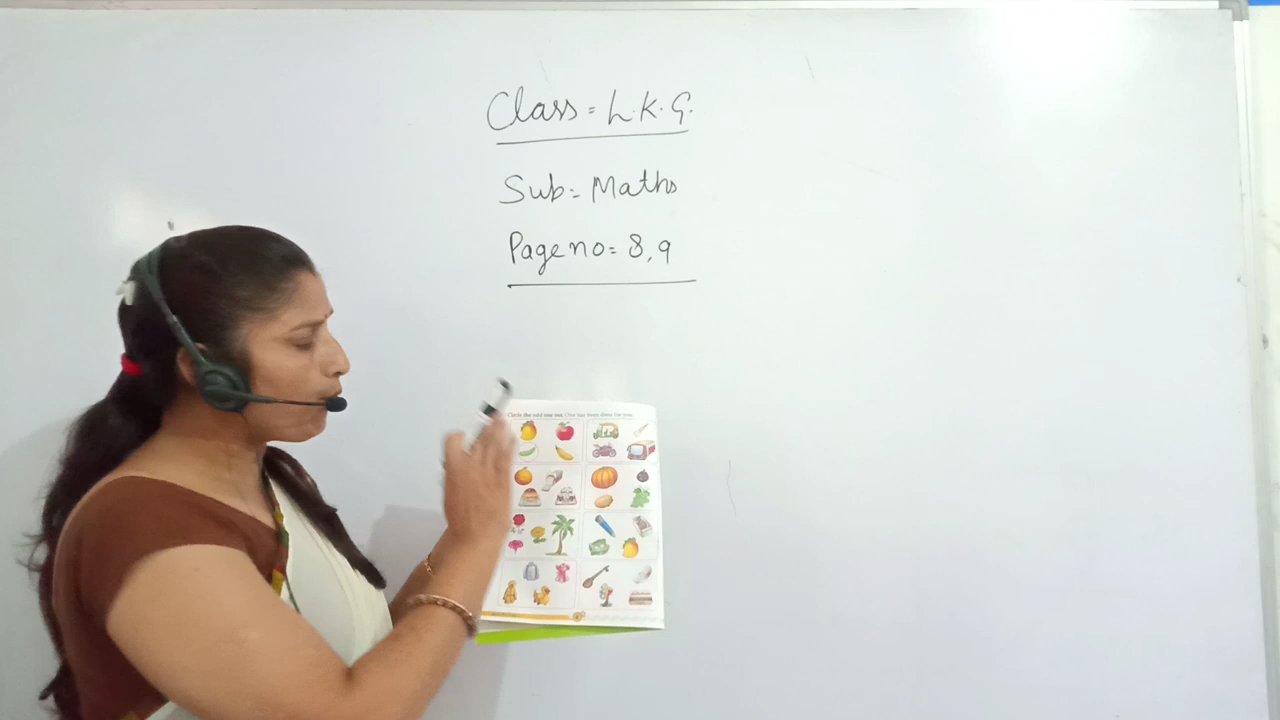 Class = L.K.G.
Sub = Maths
Page no = 8, 9
Circle the odd one out. One has been done for you.